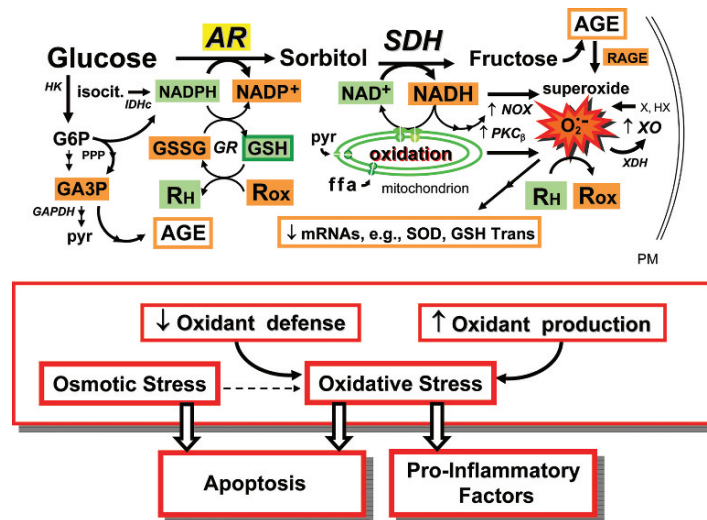 AR
SDH
AGE
Glucose
Sorbitol
Fructose
RAGE
HK
isocit.
IDHc
NADPH
NADP+
NAD+
NADH
↑ NOX
superoxide
X, HX
G6P
PPP
↑ PKCβ
O2·−
↑ XO
GSSG
GR
GSH
pyr
oxidation
XDH
GA3P
RH
Rox
ffa
mitochondrion
RH
Rox
GAPDH
pyr
AGE
↓ mRNAs, e.g., SOD, GSH Trans
PM
↓ Oxidant defense
↑ Oxidant production
Osmotic Stress
Oxidative Stress
Apoptosis
Pro-Inflammatory
Factors